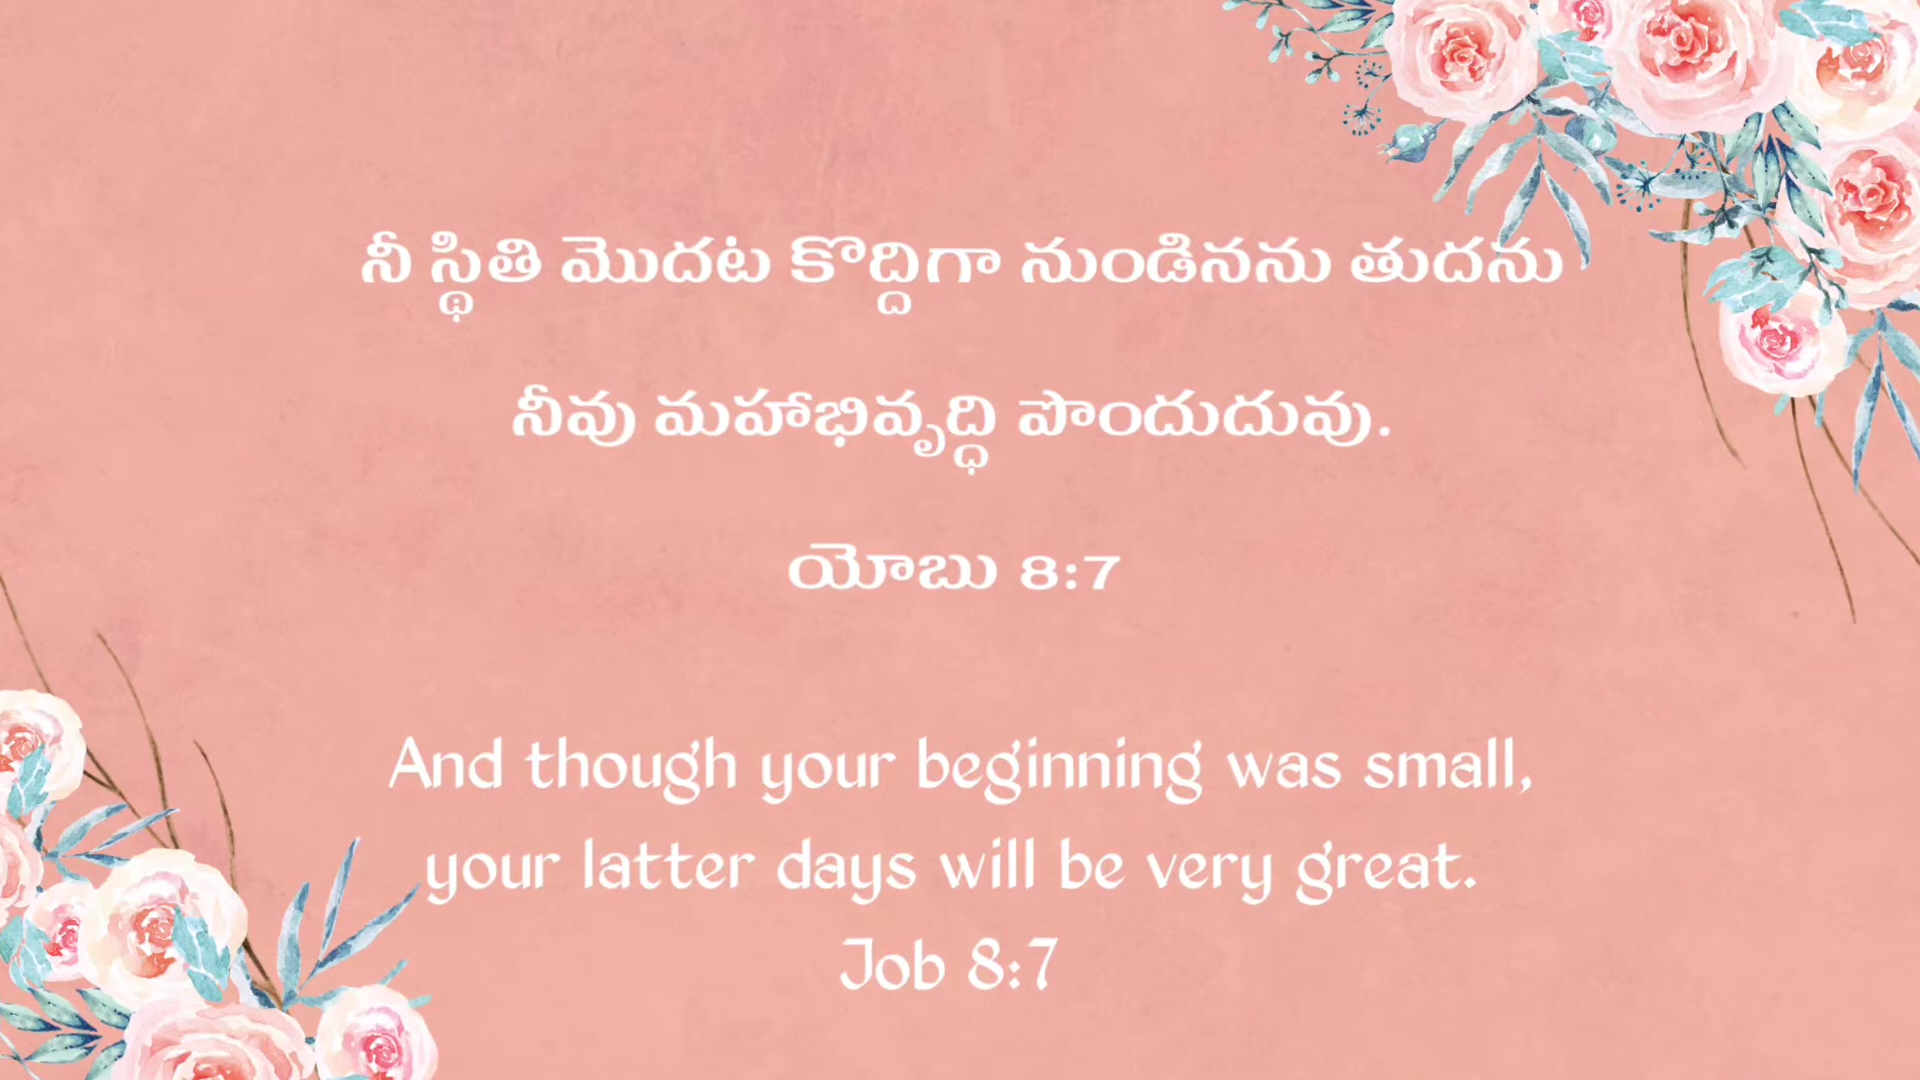 నీ స్థితి మొదట కొద్దిగా నుండినను తుదను
నీవు మహాభివృద్ధి పొందుదువు.
యోబు 8:7
And though your beginning was small,
your latter days will be very great.
Job 8:7